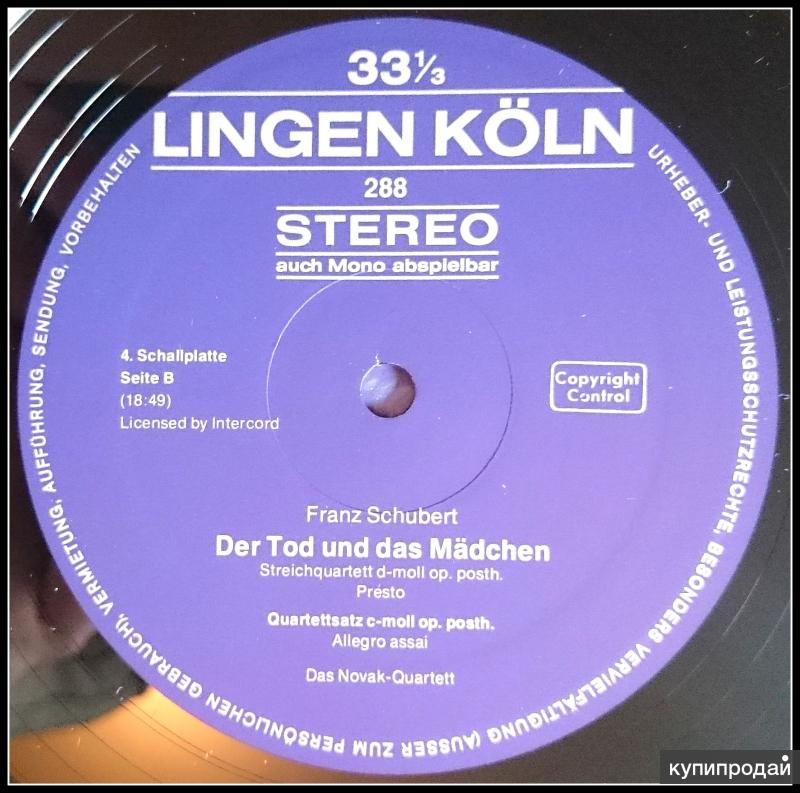 33⅓
LINGEN KÖLN
288
STEREO
auch Mono abspielbar
4. Schallplatte
Seite B
(18:49)
Licensed by Intercord
Copyright
Control
Franz Schubert
Der Tod und das Mädchen
Streichquartett d-moll op. posth.
Présto
Quartettsatz c-moll op. posth.
Allegro assai
Das Novak-Quartett
URHEBER- UND LEISTUNGSSCHUTZRECHTE, BESONDERS VERVIELFÄLTIGUNG (AUSSER ZUM PERSÖNLICHEN GEBRAUCH), VERMIETUNG, AUFFÜHRUNG, SENDUNG, VORBEHALTEN
купипродай